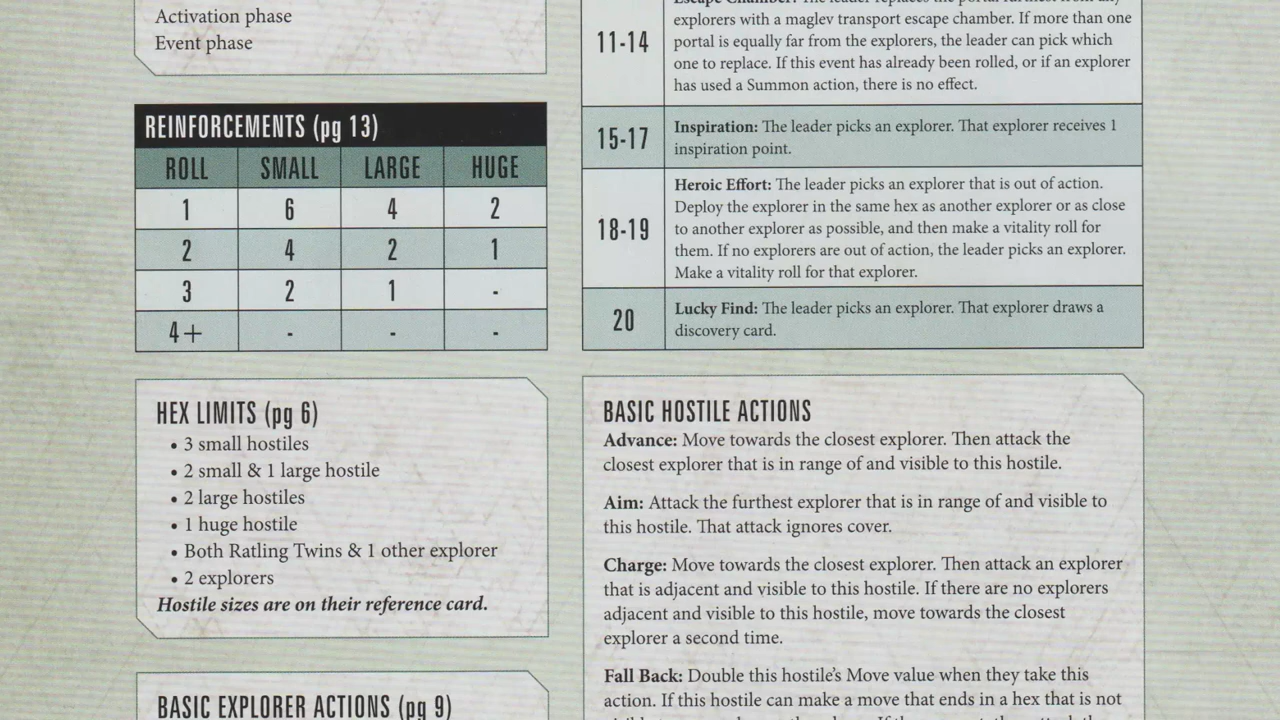 Activation phase
Event phase
REINFORCEMENTS (pg 13)
ROLL SMALL LARGE HUGE
1 6 4 2
2 4 2 1
3 2 1 -
4+ - - -
HEX LIMITS (pg 6)
• 3 small hostiles
• 2 small & 1 large hostile
• 2 large hostiles
• 1 huge hostile
• Both Ratling Twins & 1 other explorer
• 2 explorers
Hostile sizes are on their reference card.
BASIC EXPLORER ACTIONS (pg 9)
11-14
Escape Chamber: The leader replaces the portal furthest from any
explorers with a maglev transport escape chamber. If more than one
portal is equally far from the explorers, the leader can pick which
one to replace. If this event has already been rolled, or if an explorer
has used a Summon action, there is no effect.
15-17
Inspiration: The leader picks an explorer. That explorer receives 1
inspiration point.
18-19
Heroic Effort: The leader picks an explorer that is out of action.
Deploy the explorer in the same hex as another explorer or as close
to another explorer as possible, and then make a vitality roll for
them. If no explorers are out of action, the leader picks an explorer.
Make a vitality roll for that explorer.
20
Lucky Find: The leader picks an explorer. That explorer draws a
discovery card.
BASIC HOSTILE ACTIONS
Advance: Move towards the closest explorer. Then attack the
closest explorer that is in range of and visible to this hostile.
Aim: Attack the furthest explorer that is in range of and visible to
this hostile. That attack ignores cover.
Charge: Move towards the closest explorer. Then attack an explorer
that is adjacent and visible to this hostile. If there are no explorers
adjacent and visible to this hostile, move towards the closest
explorer a second time.
Fall Back: Double this hostile's Move value when they take this
action. If this hostile can make a move that ends in a hex that is not